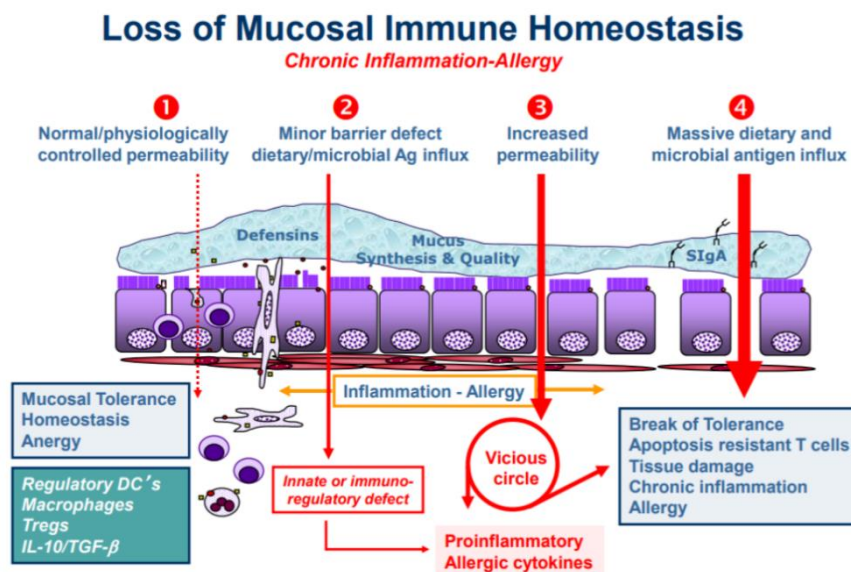 Loss of Mucosal Immune Homeostasis
Chronic Inflammation-Allergy
1
Normal/physiologically
controlled permeability
2
Minor barrier defect
dietary/microbial Ag influx
3
Increased
permeability
4
Massive dietary and
microbial antigen influx
Defensins
Mucus
Synthesis & Quality
SIgA
Inflammation - Allergy
Mucosal Tolerance
Homeostasis
Anergy
Regulatory DC´s
Macrophages
Tregs
IL-10/TGF-β
Innate or immuno-
regulatory defect
Vicious
circle
Proinflammatory
Allergic cytokines
Break of Tolerance
Apoptosis resistant T cells
Tissue damage
Chronic inflammation
Allergy